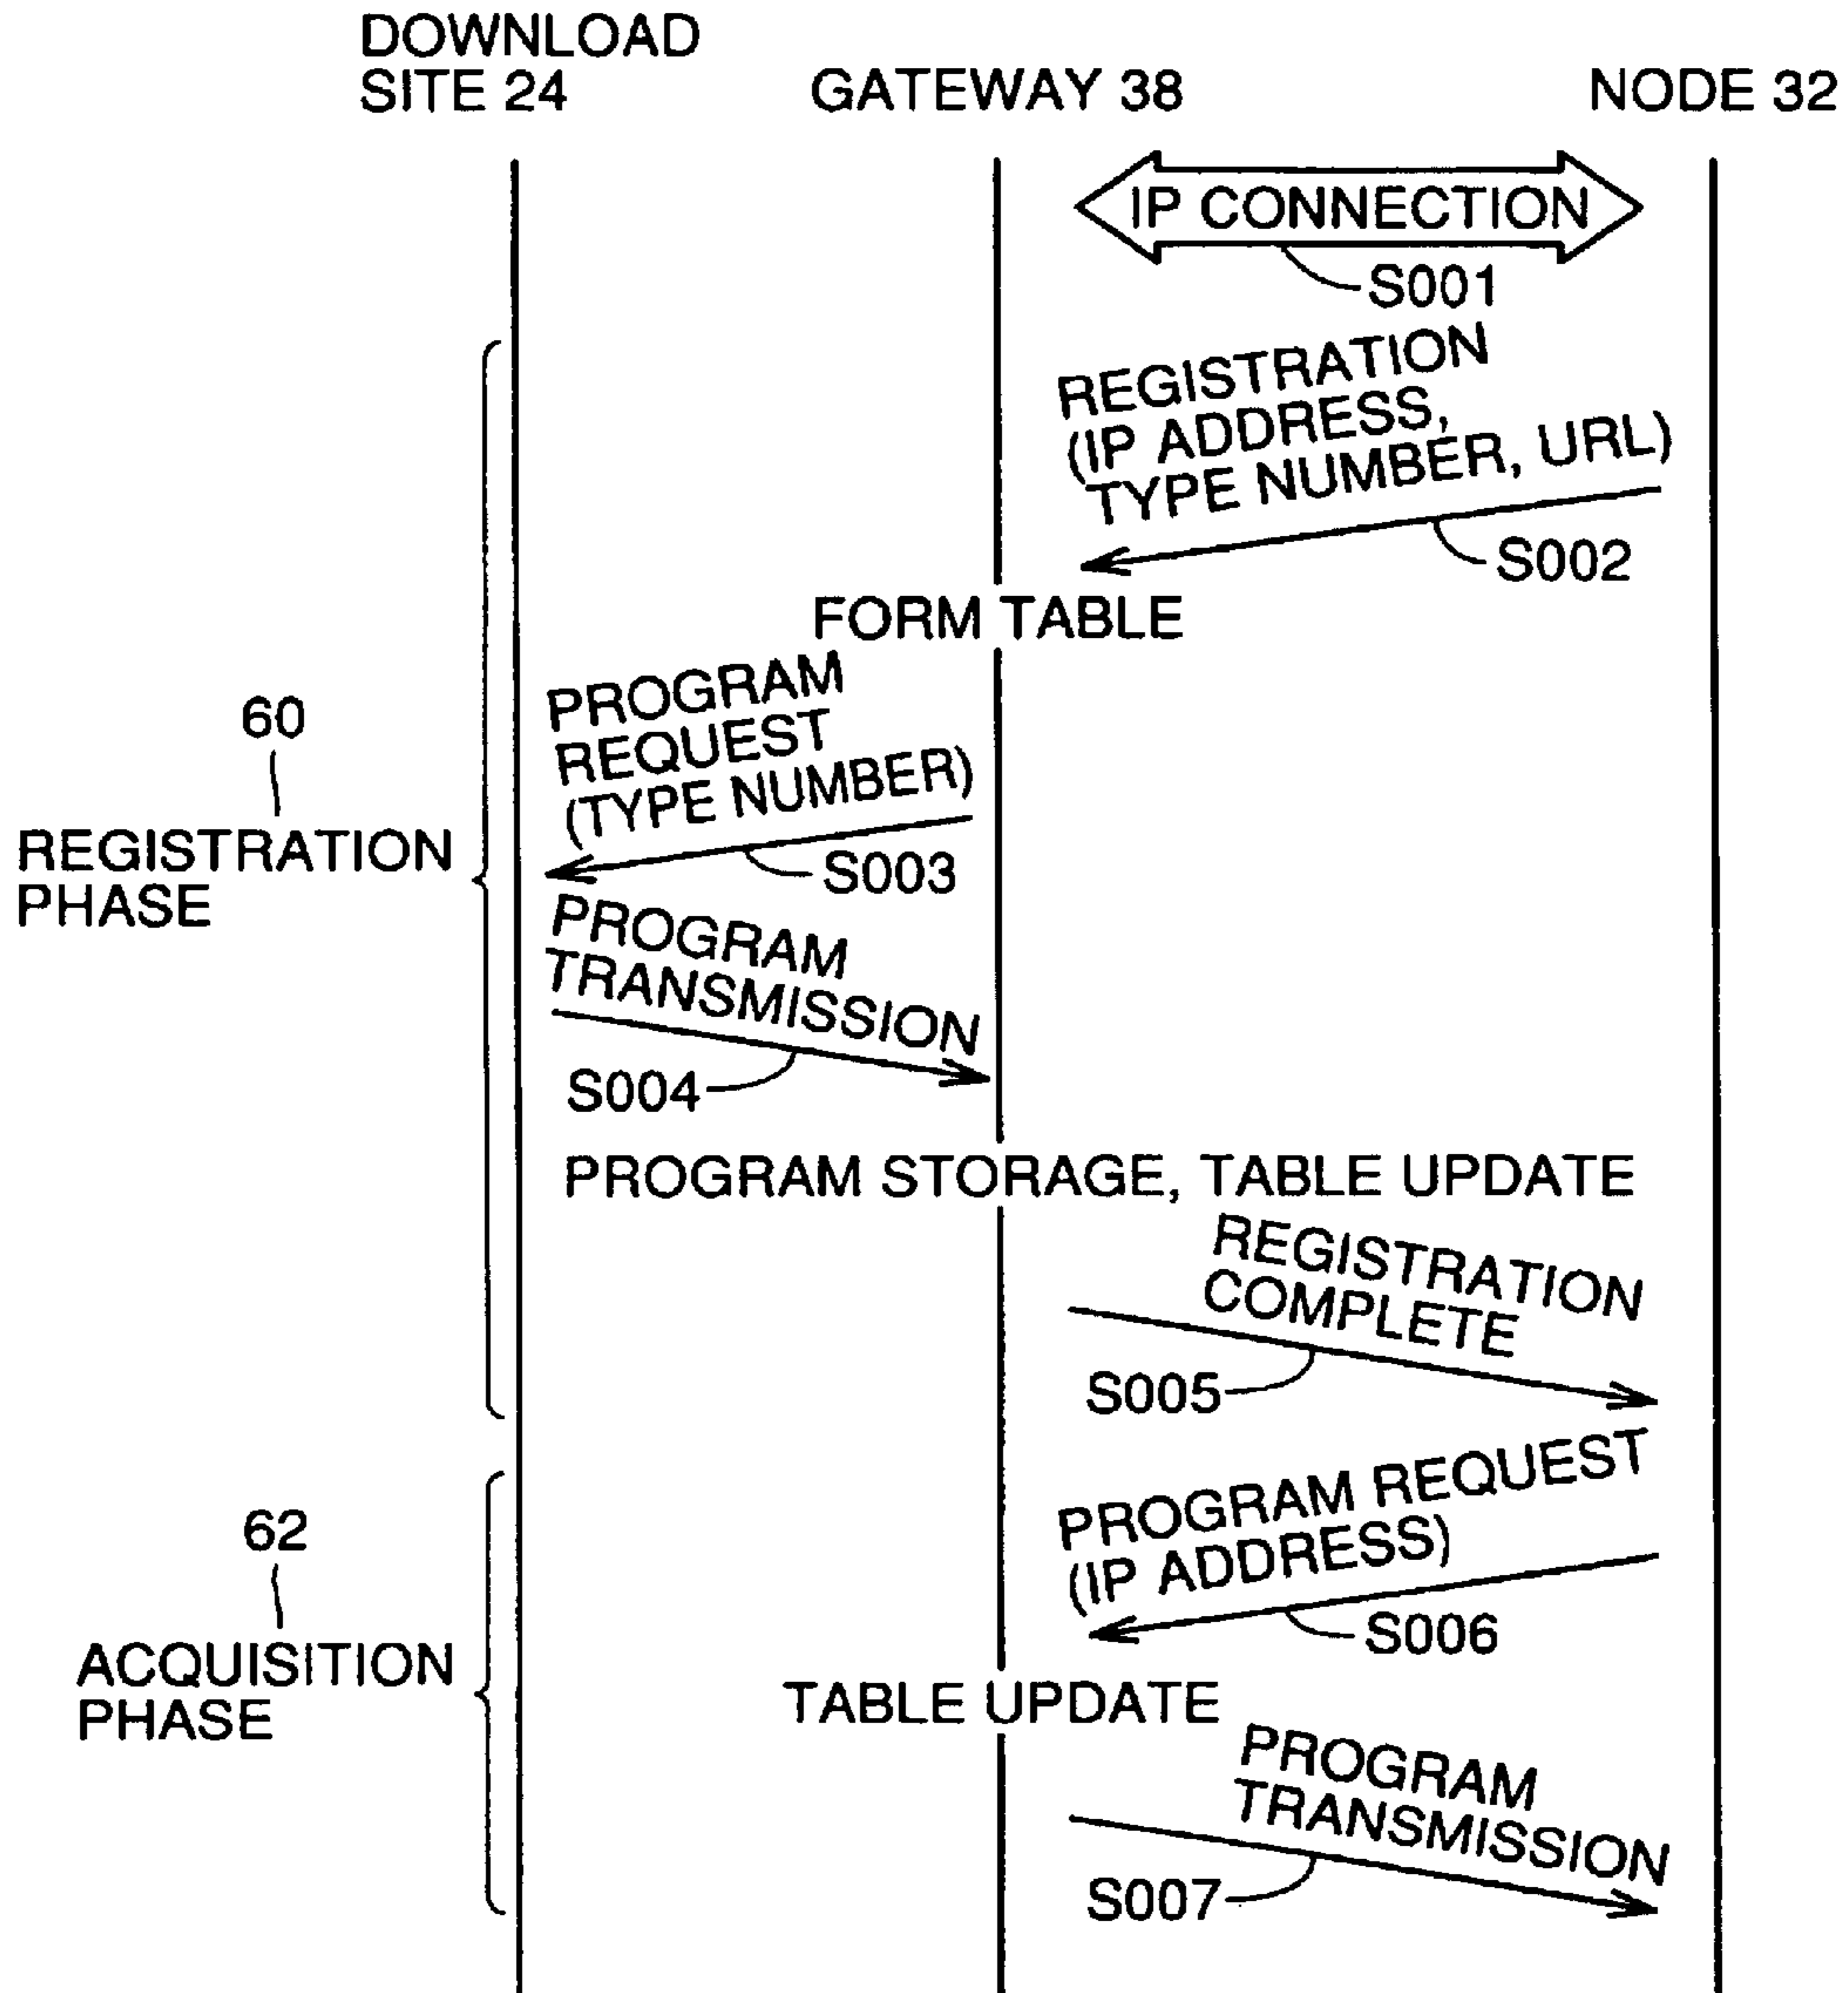 DOWNLOAD
SITE 24
GATEWAY 38
NODE 32
IP CONNECTION
S001
REGISTRATION
(IP ADDRESS,
TYPE NUMBER, URL)
S002
FORM TABLE
PROGRAM
REQUEST
(TYPE NUMBER)
S003
60
REGISTRATION
PHASE
PROGRAM
TRANSMISSION
S004
PROGRAM STORAGE, TABLE UPDATE
REGISTRATION
COMPLETE
S005
PROGRAM REQUEST
(IP ADDRESS)
S006
62
ACQUISITION
PHASE
TABLE UPDATE
PROGRAM
TRANSMISSION
S007